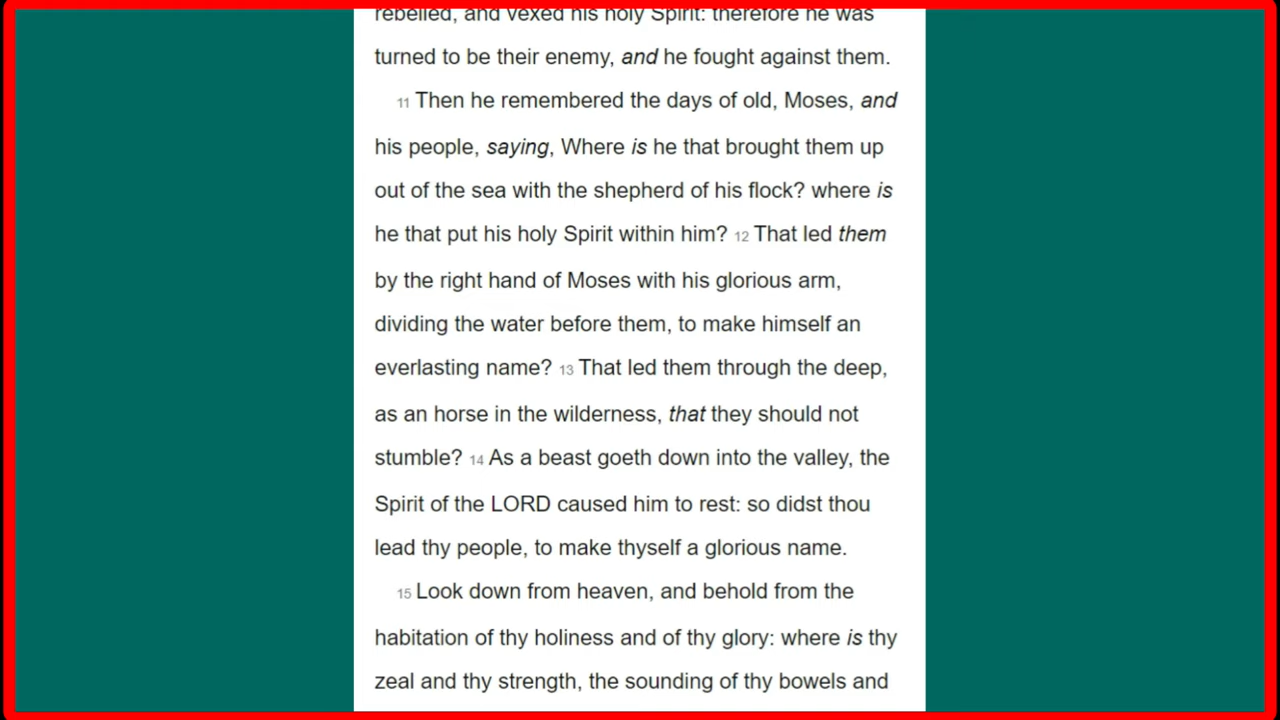 rebelled, and vexed his holy Spirit: therefore he was
turned to be their enemy, and he fought against them.
11 Then he remembered the days of old, Moses, and
his people, saying, Where is he that brought them up
out of the sea with the shepherd of his flock? where is
he that put his holy Spirit within him? 12 That led them
by the right hand of Moses with his glorious arm,
dividing the water before them, to make himself an
everlasting name? 13 That led them through the deep,
as an horse in the wilderness, that they should not
stumble? 14 As a beast goeth down into the valley, the
Spirit of the LORD caused him to rest: so didst thou
lead thy people, to make thyself a glorious name.
15 Look down from heaven, and behold from the
habitation of thy holiness and of thy glory: where is thy
zeal and thy strength, the sounding of thy bowels and